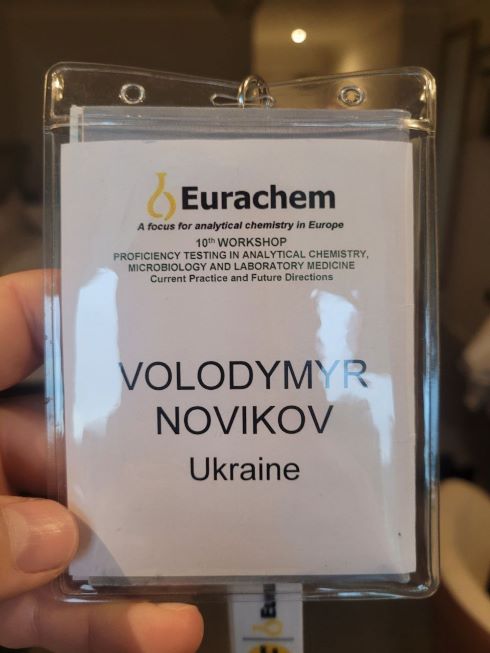 Eurachem
A focus for analytical chemistry in Europe
10th WORKSHOP
PROFICIENCY TESTING IN ANALYTICAL CHEMISTRY,
MICROBIOLOGY AND LABORATORY MEDICINE
Current Practice and Future Directions
VOLODYMYR
NOVIKOV
Ukraine